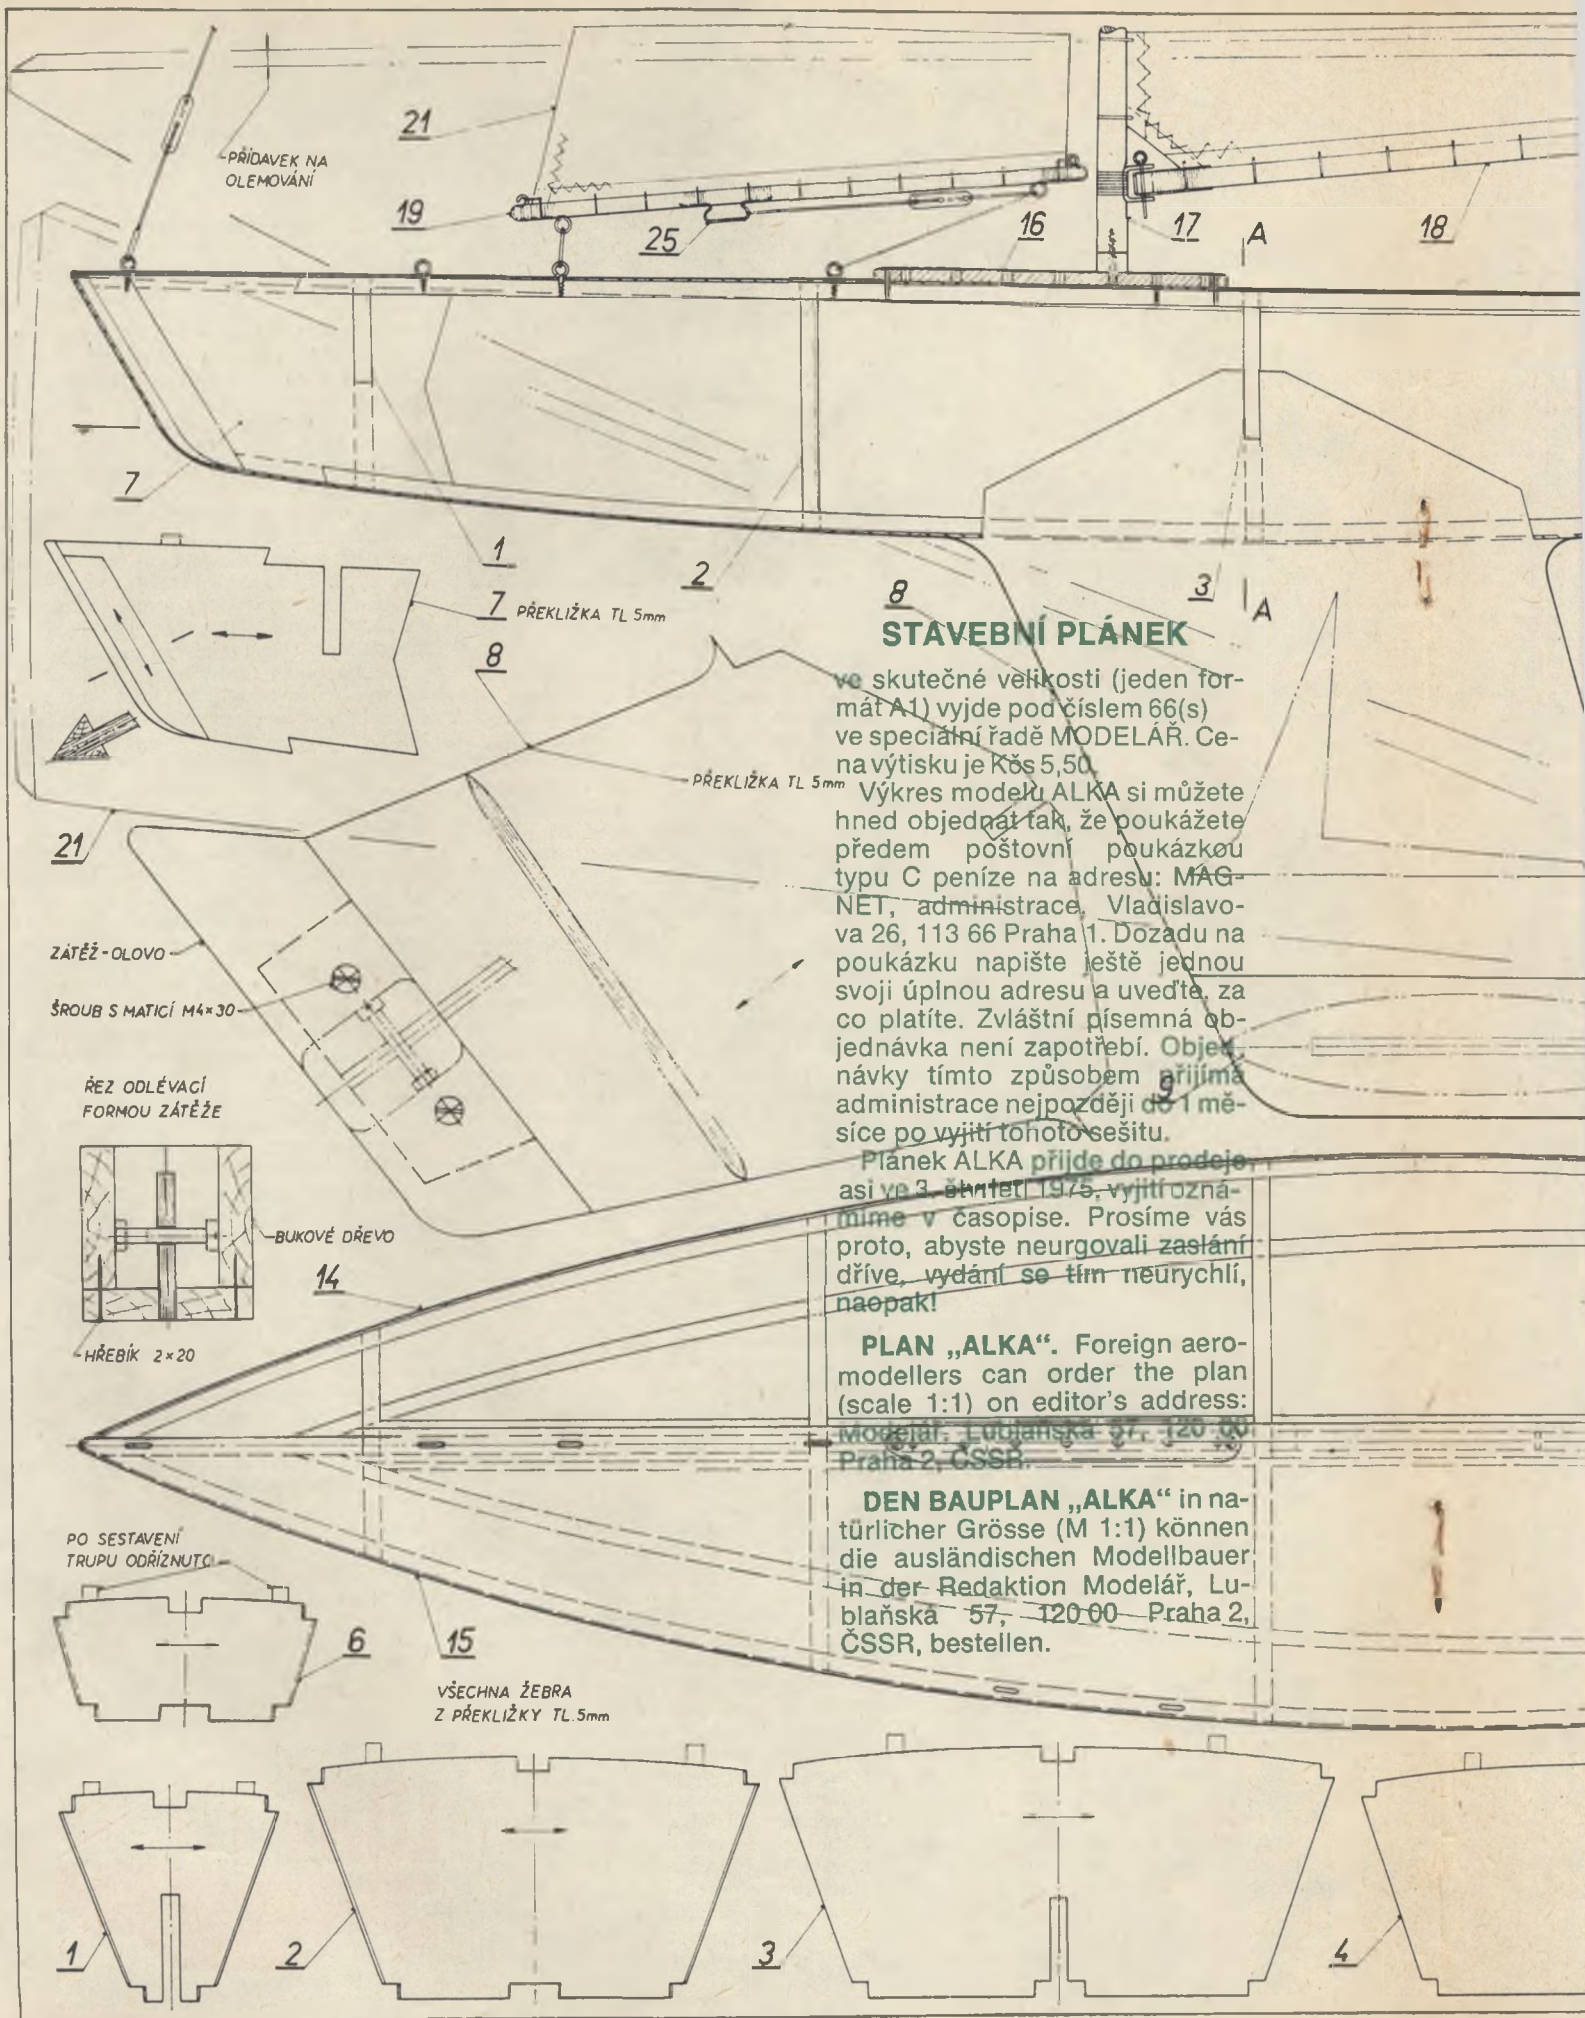 21
PŘÍDAVEK NA
OLEMOVÁNÍ
19
25
16
17
A
18
7
1
2
8
3
A
7 PŘEKLIŽKA TL 5mm
8
STAVEBNÍ PLÁNEK
ve skutečné velikosti (jeden for-
mát A1) vyjde pod číslem 66(s)
ve speciální řadě MODELÁŘ. Ce-
na výtisku je Kčs 5,50.
PŘEKLIŽKA TL 5mm
Výkres modelu ALKA si můžete
hned objednat tak, že poukážete
předem poštovní poukázkou
typu C peníze na adresu: MAG-
NET, administrace, Vladislavo-
va 26, 113 66 Praha 1. Dozadu na
poukázku napište ještě jednou
svoji úplnou adresu a uveďte, za
co platíte. Zvláštní písemná ob-
jednávka není zapotřebí. Objed-
návky tímto způsobem přijímá
administrace nejpozději do 1 mě-
síce po vyjití tohoto sešitu.
Plánek ALKA přijde do prodeje
asi ve 3. čtvrtletí 1975, vyjití ozná-
míme v časopise. Prosíme vás
proto, abyste neurgovali zaslání
dříve, vydání se tím neurychlí,
naopak!
PLAN „ALKA“. Foreign aero-
modellers can order the plan
(scale 1:1) on editor's address:
Modelář, Lublaňská 57, 120 00
Praha 2, ČSSR.
DEN BAUPLAN „ALKA“ in na-
türlicher Grösse (M 1:1) können
die ausländischen Modellbauer
in der Redaktion Modelář, Lu-
blaňská 57, 120 00 Praha 2,
ČSSR, bestellen.
21
ZÁTĚŽ-OLOVO
ŠROUB S MATICÍ M4×30
9
ŘEZ ODLÉVACÍ
FORMOU ZÁTĚŽE
BUKOVÉ DŘEVO
14
HŘEBÍK 2×20
PO SESTAVENÍ
TRUPU ODŘÍZNUTO
6
15
VŠECHNA ŽEBRA
Z PŘEKLIŽKY TL.5mm
1
2
3
4